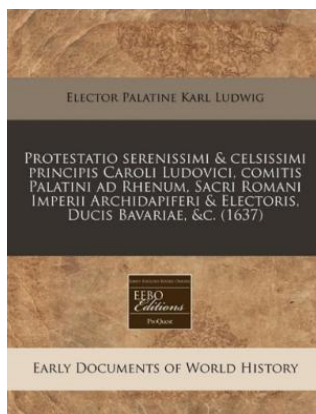 Elector Palatine Karl Ludwig
Protestatio serenissimi & celsissimi
principis Caroli Ludovici, comitis
Palatini ad Rhenum, Sacri Romani
Imperii Archidapiferi & Electoris,
Ducis Bavariae, &c. (1637)
EEBO
Editions
ProQuest
Early Documents of World History